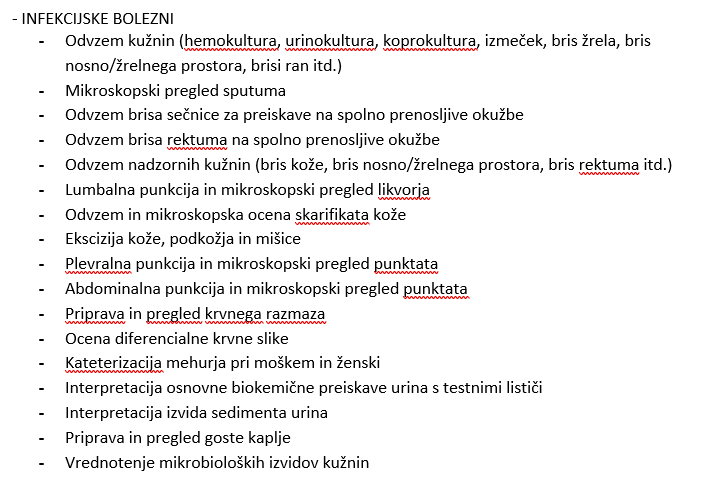 - INFEKCIJSKE BOLEZNI
- Odvzem kužnin (hemokultura, urinokultura, koprokultura, izmeček, bris žrela, bris
nosno/žrelnega prostora, brisi ran itd.)
- Mikroskopski pregled sputuma
- Odvzem brisa sečnice za preiskave na spolno prenosljive okužbe
- Odvzem brisa rektuma na spolno prenosljive okužbe
- Odvzem nadzornih kužnin (bris kože, bris nosno/žrelnega prostora, bris rektuma itd.)
- Lumbalna punkcija in mikroskopski pregled likvorja
- Odvzem in mikroskopska ocena skarifikata kože
- Ekscizija kože, podkožja in mišice
- Plevralna punkcija in mikroskopski pregled punktata
- Abdominalna punkcija in mikroskopski pregled punktata
- Priprava in pregled krvnega razmaza
- Ocena diferencialne krvne slike
- Kateterizacija mehurja pri moškem in ženski
- Interpretacija osnovne biokemične preiskave urina s testnimi lističi
- Interpretacija izvida sedimenta urina
- Priprava in pregled goste kaplje
- Vrednotenje mikrobioloških izvidov kužnin